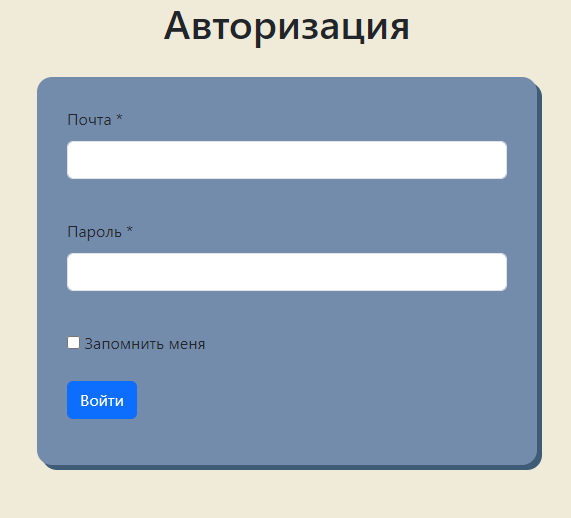 Авторизация
Почта *
Пароль *
Запомнить меня
Войти